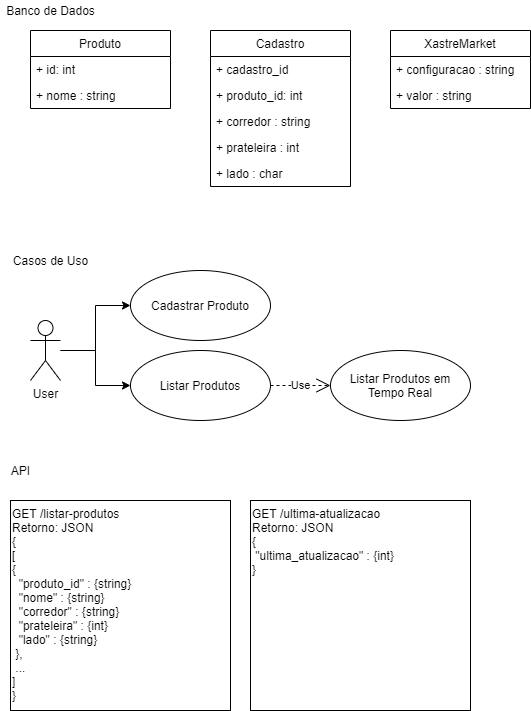 Banco de Dados
Produto
+ id: int
+ nome : string
Cadastro
+ cadastro_id
+ produto_id: int
+ corredor : string
+ prateleira : int
+ lado : char
XastreMarket
+ configuracao : string
+ valor : string
Casos de Uso
User
Cadastrar Produto
Listar Produtos
Use
Listar Produtos em
Tempo Real
API
GET /listar-produtos
Retorno: JSON
{
[
{
"produto_id" : {string}
"nome" : {string}
"corredor" : {string}
"prateleira" : {int}
"lado" : {string}
},
...
]
}
GET /ultima-atualizacao
Retorno: JSON
{
"ultima_atualizacao" : {int}
}